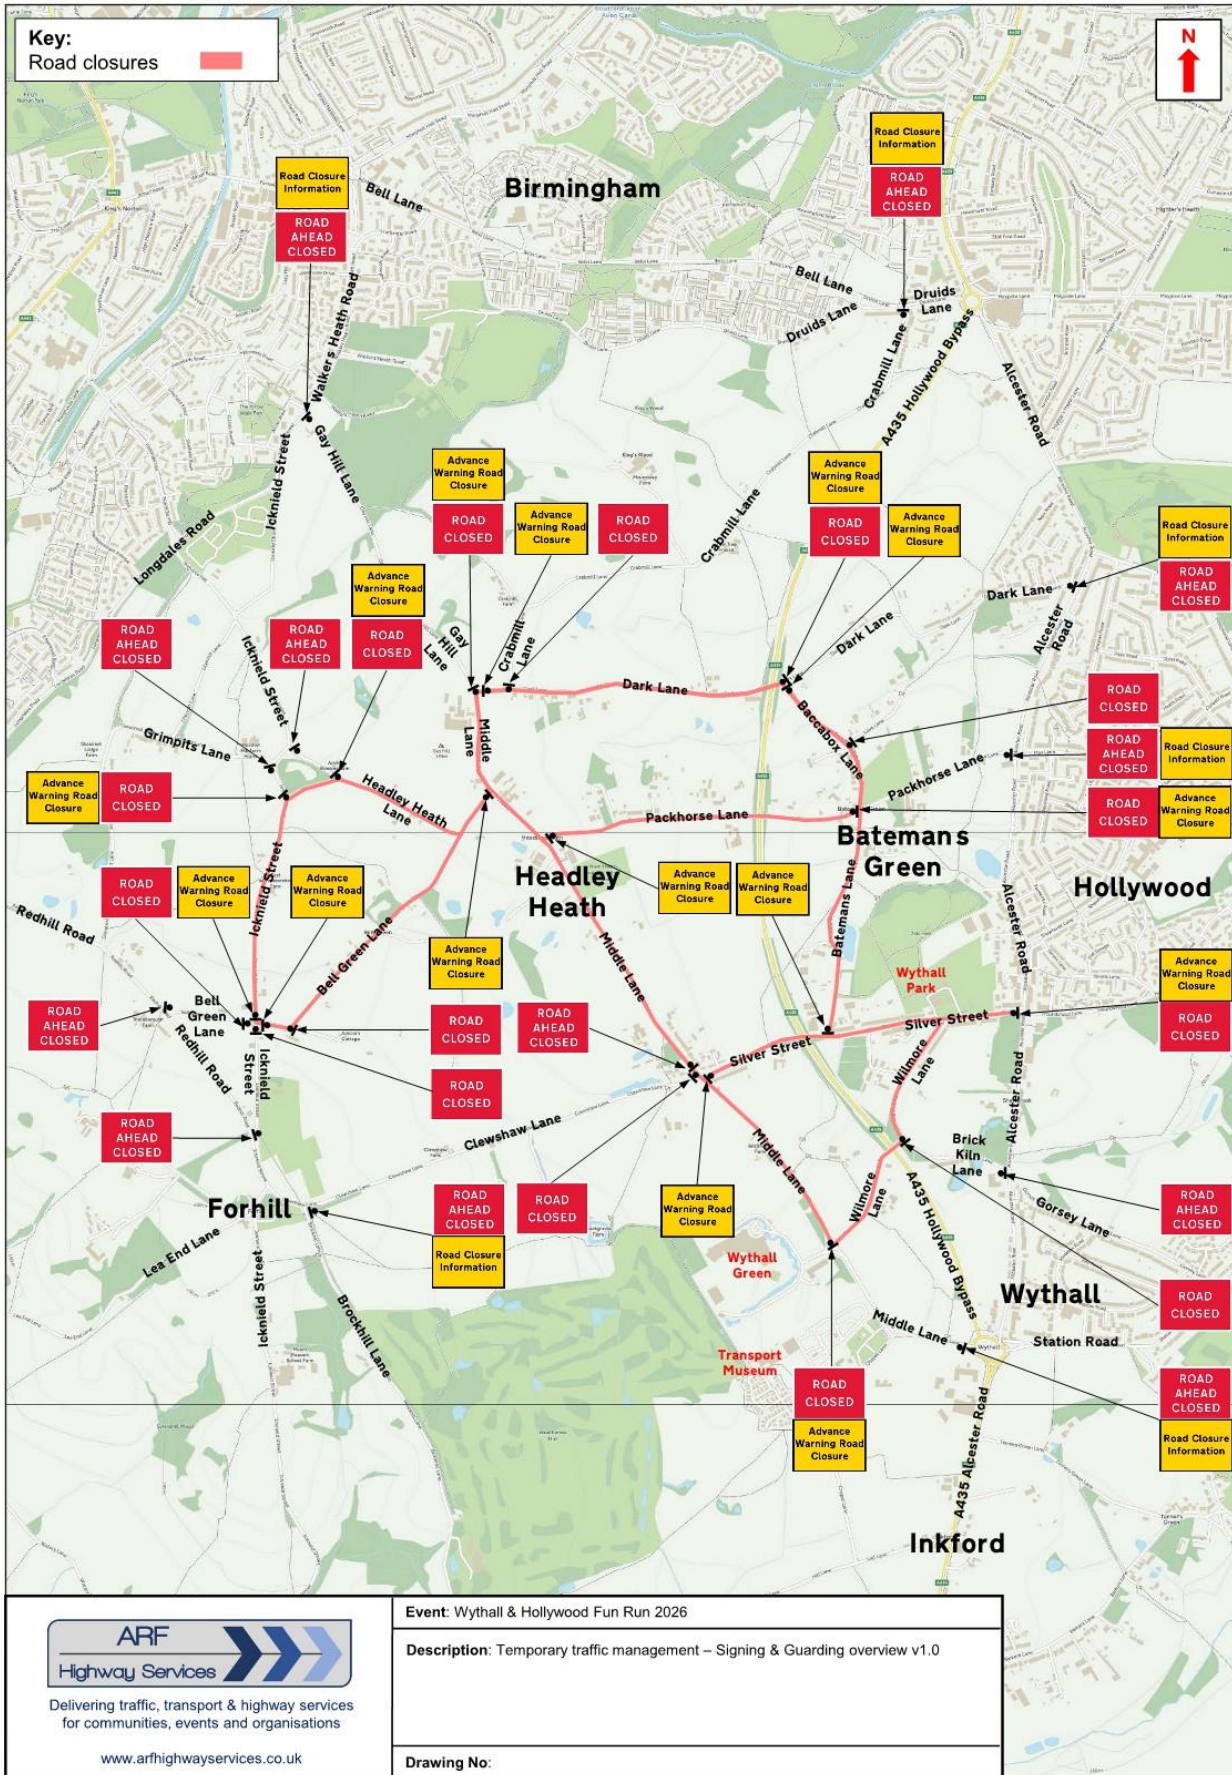 Key:
Road closures
N
Road Closure
Information
ROAD
AHEAD
CLOSED
Birmingham
Road Closure
Information
ROAD
AHEAD
CLOSED
Bell Lane
Bell Lane
Druids
Lane
Druids Lane
Walkers Heath Road
Crabmill Lane
A435 Hollywood Bypass
Alcester Road
Icknield Street
Gay Hill Lane
Longdales Road
Advance
Warning Road
Closure
ROAD
CLOSED
Advance
Warning Road
Closure
ROAD
CLOSED
Crabmill Lane
Advance
Warning Road
Closure
ROAD
CLOSED
Advance
Warning Road
Closure
Road Closure
Information
ROAD
AHEAD
CLOSED
Dark Lane
Alcester
Road
Advance
Warning Road
Closure
ROAD
CLOSED
ROAD
AHEAD
CLOSED
ROAD
AHEAD
CLOSED
Icknield Street
Gay
Hill
Lane
Crabmill
Lane
Dark Lane
Dark Lane
Baccabox Lane
Middle
Lane
Grimpits Lane
ROAD
CLOSED
ROAD
AHEAD
CLOSED
Road Closure
Information
Packhorse Lane
ROAD
CLOSED
Advance
Warning Road
Closure
Advance
Warning Road
Closure
ROAD
CLOSED
Headley Heath
Lane
Packhorse Lane
Batemans
Green
Headley
Heath
Hollywood
ROAD
CLOSED
Advance
Warning Road
Closure
Advance
Warning Road
Closure
Icknield Street
Advance
Warning Road
Closure
Advance
Warning Road
Closure
Batemans Lane
Alcester Road
Redhill Road
Bell Green Lane
Advance
Warning Road
Closure
Middle Lane
Wythall
Park
Advance
Warning Road
Closure
ROAD
CLOSED
ROAD
AHEAD
CLOSED
Bell
Green
Lane
Redhill Road
Icknield
Street
ROAD
CLOSED
ROAD
AHEAD
CLOSED
Silver Street
Silver Street
Wilmore
Lane
Alcester Road
ROAD
CLOSED
ROAD
AHEAD
CLOSED
Clewshaw Lane
Middle Lane
Brick
Kiln
Lane
Forhill
ROAD
AHEAD
CLOSED
Road Closure
Information
ROAD
CLOSED
Advance
Warning Road
Closure
Wilmore
Lane
A435 Hollywood Bypass
Gorsey Lane
ROAD
AHEAD
CLOSED
Lea End Lane
Icknield Street
Brockhill Lane
Wythall
Green
Wythall
ROAD
CLOSED
Middle Lane
Station Road
Transport
Museum
ROAD
CLOSED
Advance
Warning Road
Closure
ROAD
AHEAD
CLOSED
Road Closure
Information
A435 Alcester Road
Inkford
ARF
Highway Services
Delivering traffic, transport & highway services
for communities, events and organisations
www.arfhighwayservices.co.uk
Event: Wythall & Hollywood Fun Run 2026
Description: Temporary traffic management – Signing & Guarding overview v1.0
Drawing No: